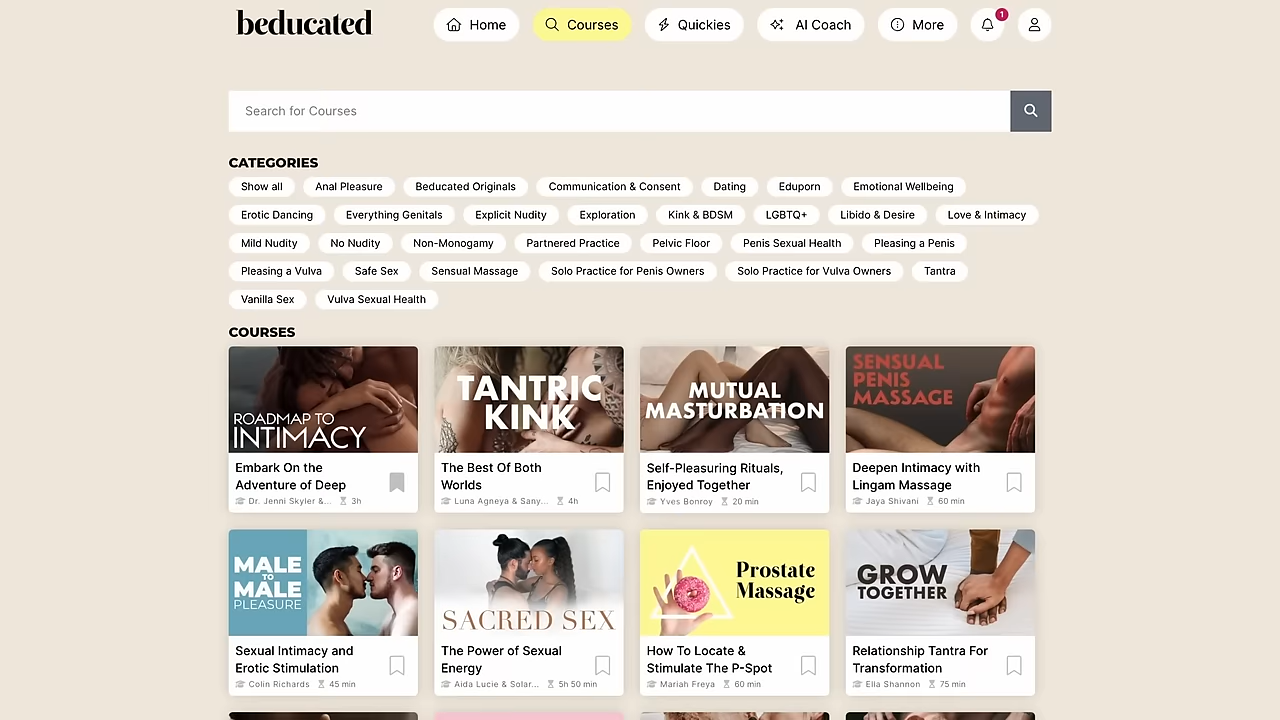 beducated
Home
Courses
Quickies
AI Coach
More
1
Search for Courses
CATEGORIES
Show all
Anal Pleasure
Beducated Originals
Communication & Consent
Dating
Eduporn
Emotional Wellbeing
Erotic Dancing
Everything Genitals
Explicit Nudity
Exploration
Kink & BDSM
LGBTQ+
Libido & Desire
Love & Intimacy
Mild Nudity
No Nudity
Non-Monogamy
Partnered Practice
Pelvic Floor
Penis Sexual Health
Pleasing a Penis
Pleasing a Vulva
Safe Sex
Sensual Massage
Solo Practice for Penis Owners
Solo Practice for Vulva Owners
Tantra
Vanilla Sex
Vulva Sexual Health
COURSES
ROADMAP TO
INTIMACY
Embark On the
Adventure of Deep
Dr. Jenni Skyler &...
3h
TANTRIC
KINK
The Best Of Both
Worlds
Luna Agneya & Sany...
4h
MUTUAL
MASTURBATION
Self-Pleasuring Rituals,
Enjoyed Together
Yves Bonroy
20 min
SENSUAL
PENIS
MASSAGE
Deepen Intimacy with
Lingam Massage
Jaya Shivani
60 min
MALE
TO
MALE
PLEASURE
Sexual Intimacy and
Erotic Stimulation
Colin Richards
45 min
SACRED SEX
The Power of Sexual
Energy
Aida Lucie & Solar...
5h 50 min
Prostate
Massage
How To Locate &
Stimulate The P-Spot
Mariah Freya
60 min
GROW
TOGETHER
Relationship Tantra For
Transformation
Ella Shannon
75 min